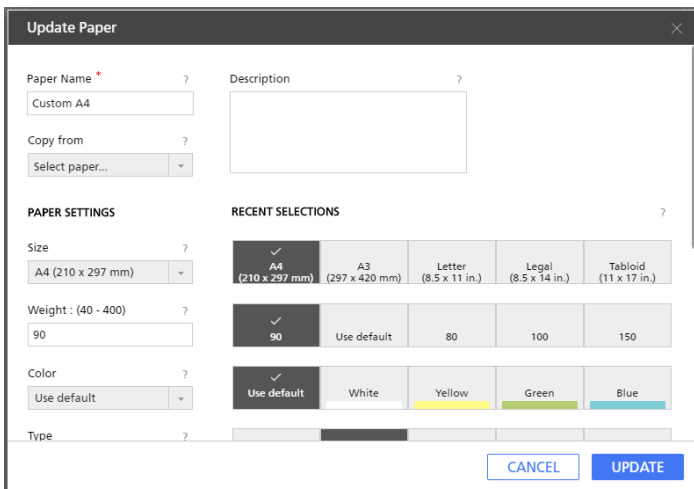 Update Paper
Paper Name * ?
Description ?
Custom A4
Copy from ?
Select paper...
PAPER SETTINGS
RECENT SELECTIONS ?
Size ?
A4 (210 x 297 mm)
A4
(210 x 297 mm)
A3
(297 x 420 mm)
Letter
(8.5 x 11 in.)
Legal
(8.5 x 14 in.)
Tabloid
(11 x 17 in.)
Weight : (40 - 400) ?
90
90
Use default
80
100
150
Color ?
Use default
Use default
White
Yellow
Green
Blue
Type ?
CANCEL
UPDATE